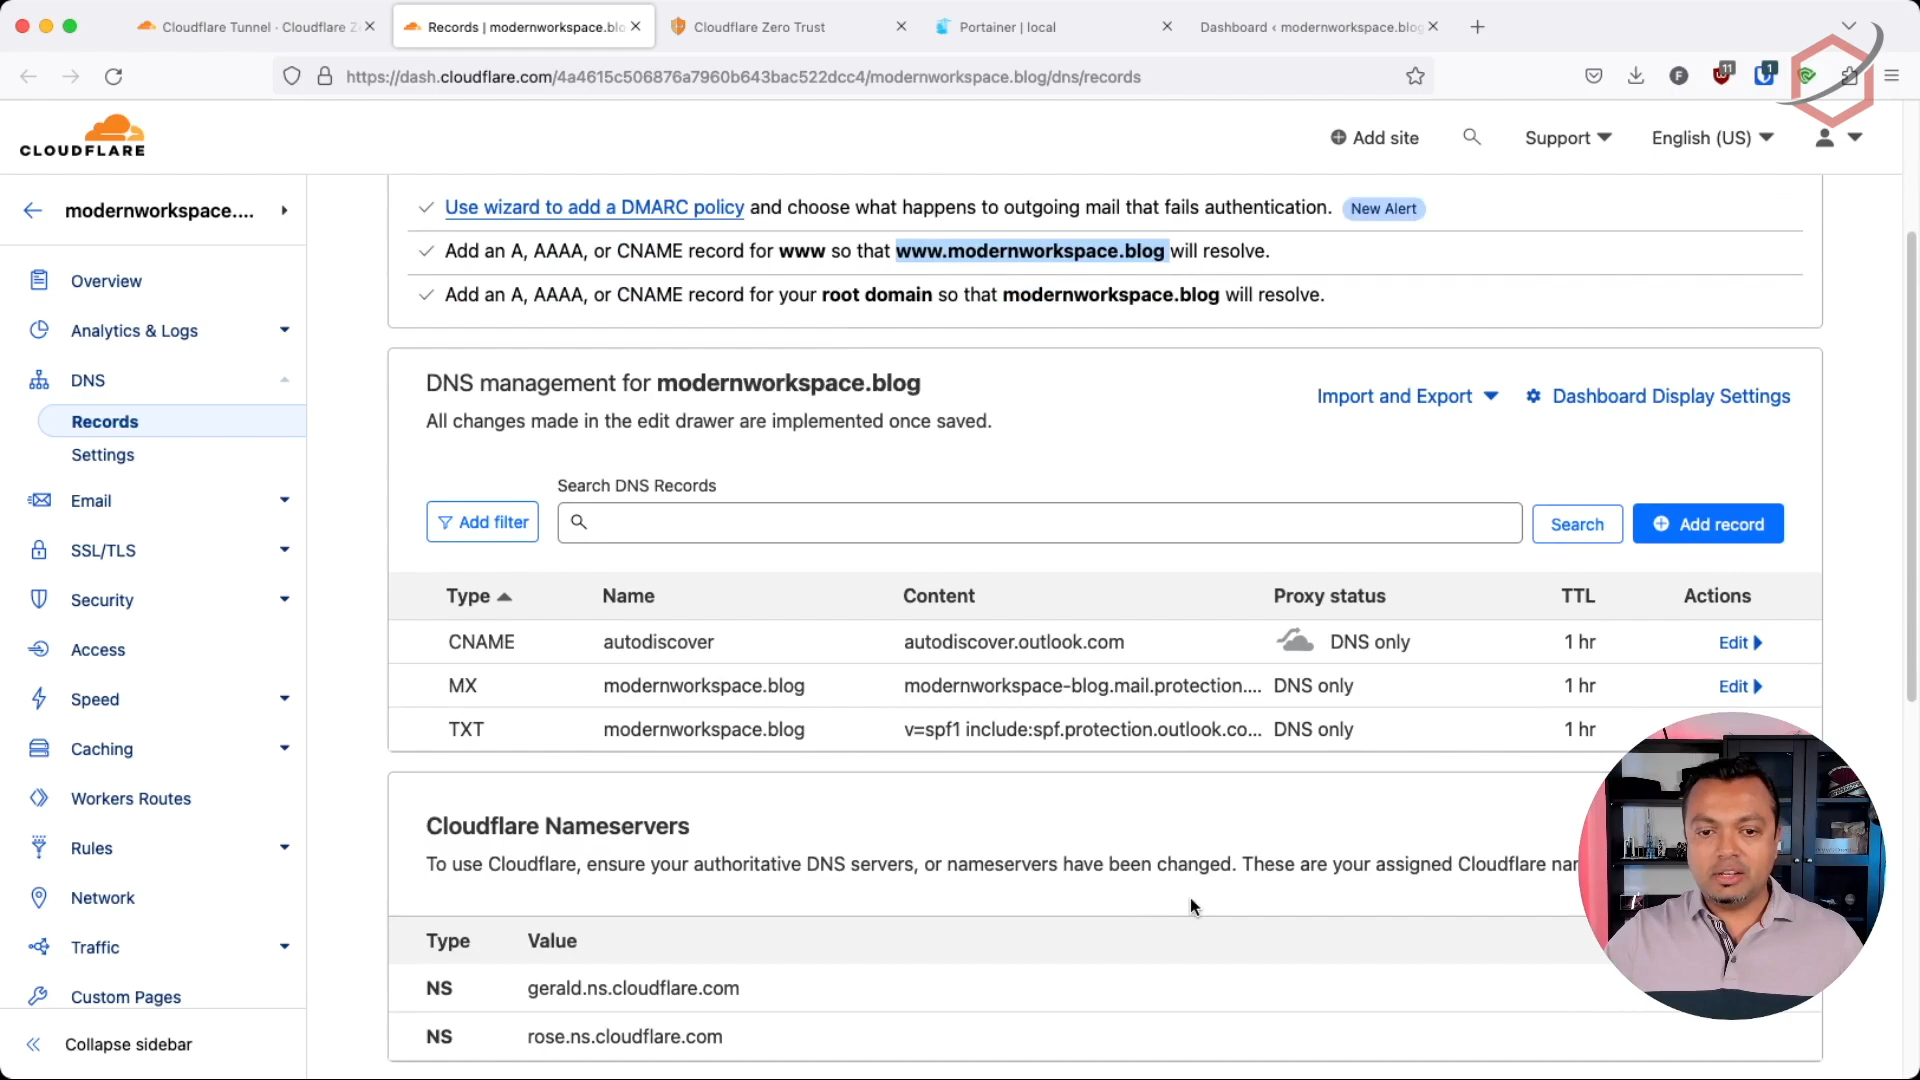 Cloudflare Tunnel · Cloudflare Z
Records | modernworkspace.blo
Cloudflare Zero Trust
Portainer | local
Dashboard ‹ modernworkspace.blog
https://dash.cloudflare.com/4a4615c506876a7960b643bac522dcc4/modernworkspace.blog/dns/records
F
11
1
CLOUDFLARE
Add site
Support
English (US)
modernworkspace....
Overview
Analytics & Logs
DNS
Records
Settings
Email
SSL/TLS
Security
Access
Speed
Caching
Workers Routes
Rules
Network
Traffic
Custom Pages
Collapse sidebar
Use wizard to add a DMARC policy and choose what happens to outgoing mail that fails authentication. New Alert
Add an A, AAAA, or CNAME record for www so that www.modernworkspace.blog will resolve.
Add an A, AAAA, or CNAME record for your root domain so that modernworkspace.blog will resolve.
DNS management for modernworkspace.blog
All changes made in the edit drawer are implemented once saved.
Import and Export
Dashboard Display Settings
Search DNS Records
Add filter
Search
Add record
Type Name Content Proxy status TTL Actions
CNAME autodiscover autodiscover.outlook.com DNS only 1 hr Edit
MX modernworkspace.blog modernworkspace-blog.mail.protection.... DNS only 1 hr Edit
TXT modernworkspace.blog v=spf1 include:spf.protection.outlook.co... DNS only 1 hr
Cloudflare Nameservers
To use Cloudflare, ensure your authoritative DNS servers, or nameservers have been changed. These are your assigned Cloudflare nar
Type Value
NS gerald.ns.cloudflare.com
NS rose.ns.cloudflare.com